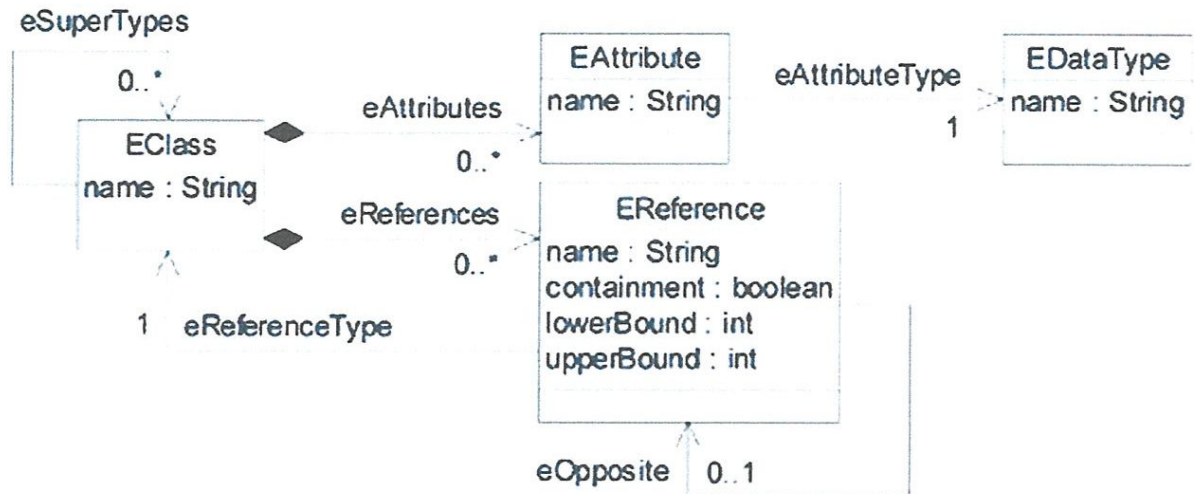 eSuperTypes
0..*
EClass
name : String
eAttributes
0..*
EAttribute
name : String
eAttributeType
1
EDataType
name : String
eReferences
0..*
EReference
name : String
containment : boolean
lowerBound : int
upperBound : int
1 eReferenceType
eOpposite 0..1